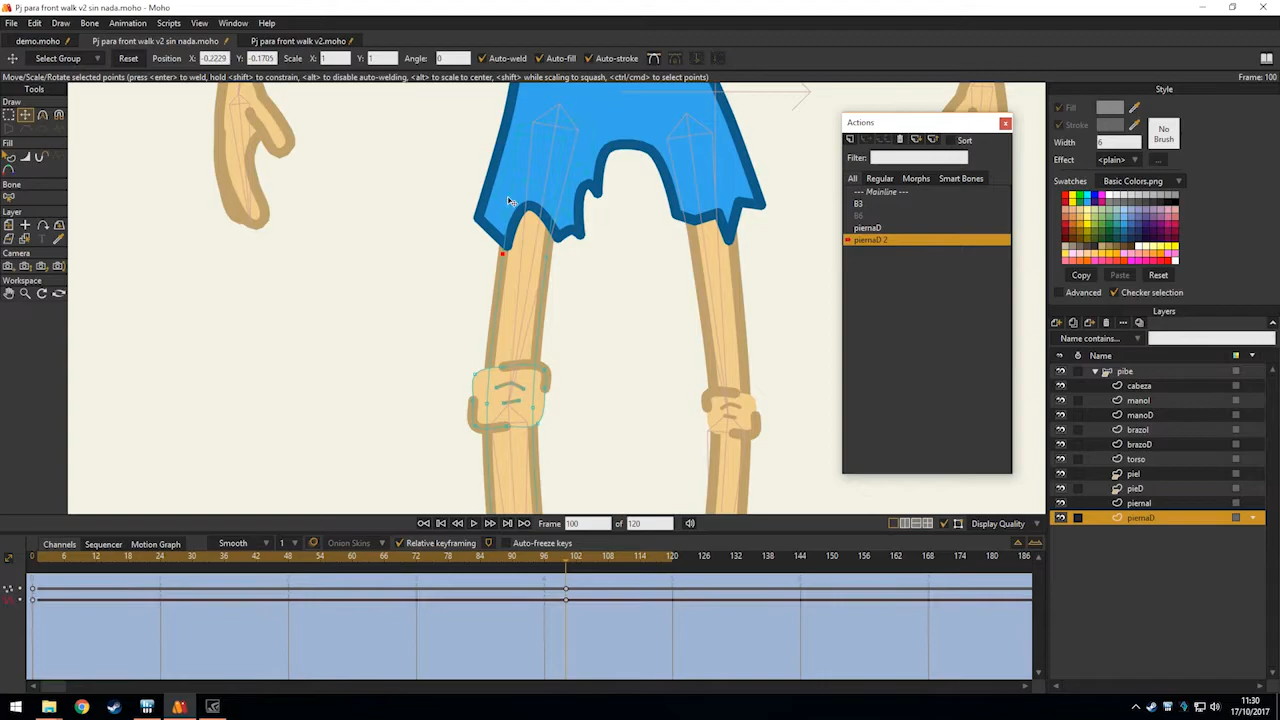 Pj para front walk v2 sin nada.moho - Moho
File Edit Draw Bone Animation Scripts View Window Help
demo.moho Pj para front walk v2 sin nada.moho Pj para front walk v2.moho
Select Group Reset Position X: -0.2229 Y: -0.1705 Scale X: 1 Y: 1 Angle: 0 Auto-weld Auto-fill Auto-stroke
Move/Scale/Rotate selected points (press <enter> to weld, hold <shift> to constrain, <alt> to disable auto-welding, <alt> to scale to center, <shift> while scaling to squash, <ctrl/cmd> to select points) Frame: 100
Tools
Draw
Fill
Bone
Layer
Camera
Workspace
Actions
Sort
Filter:
All Regular Morphs Smart Bones
--- Mainline ---
B3
B6
piernaD
piernaD 2
Style
Fill
Stroke
No Brush
Width 6
Effect <plain> ...
Swatches Basic Colors.png
Copy Paste Reset
Advanced Checker selection
Layers
Name contains...
Name
pibe
cabeza
manoI
manoD
brazoI
brazoD
torso
pieI
pieD
piernaI
piernaD
Frame 100 of 120 Display Quality
Channels Sequencer Motion Graph Smooth 1 Onion Skins Relative keyframing Auto-freeze keys
0 6 12 18 24 30 36 42 48 54 60 66 72 78 84 90 96 102 108 114 120 126 132 138 144 150 156 162 168 174 180 186
11:30
17/10/2017